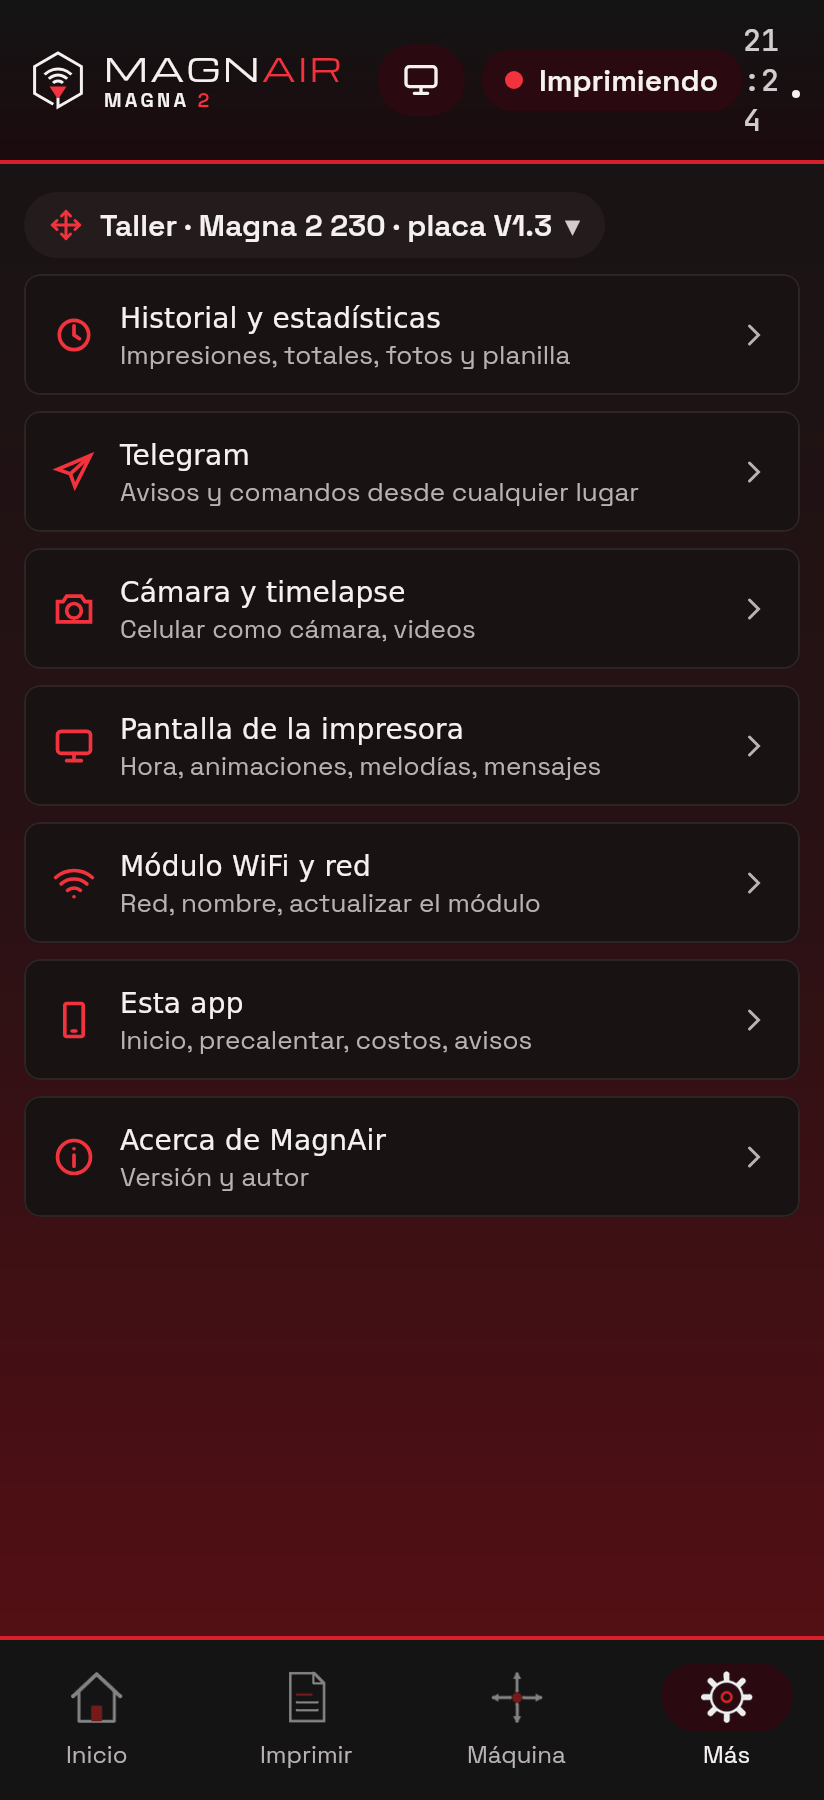 MAGNAIR
MAGNA 2
Imprimiendo
21
:2
4
Taller · Magna 2 230 · placa V1.3 ▾
Historial y estadísticas
Impresiones, totales, fotos y planilla
Telegram
Avisos y comandos desde cualquier lugar
Cámara y timelapse
Celular como cámara, videos
Pantalla de la impresora
Hora, animaciones, melodías, mensajes
Módulo WiFi y red
Red, nombre, actualizar el módulo
Esta app
Inicio, precalentar, costos, avisos
Acerca de MagnAir
Versión y autor
Inicio
Imprimir
Máquina
Más